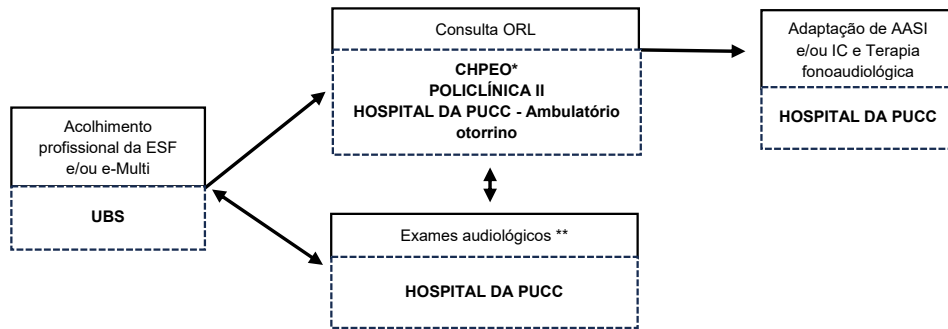 Acolhimento
profissional da ESF
e/ou e-Multi
UBS
Consulta ORL
CHPEO*
POLICLÍNICA II
HOSPITAL DA PUCC - Ambulatório
otorrino
Exames audiológicos **
HOSPITAL DA PUCC
Adaptação de AASI
e/ou IC e Terapia
fonoaudiológica
HOSPITAL DA PUCC